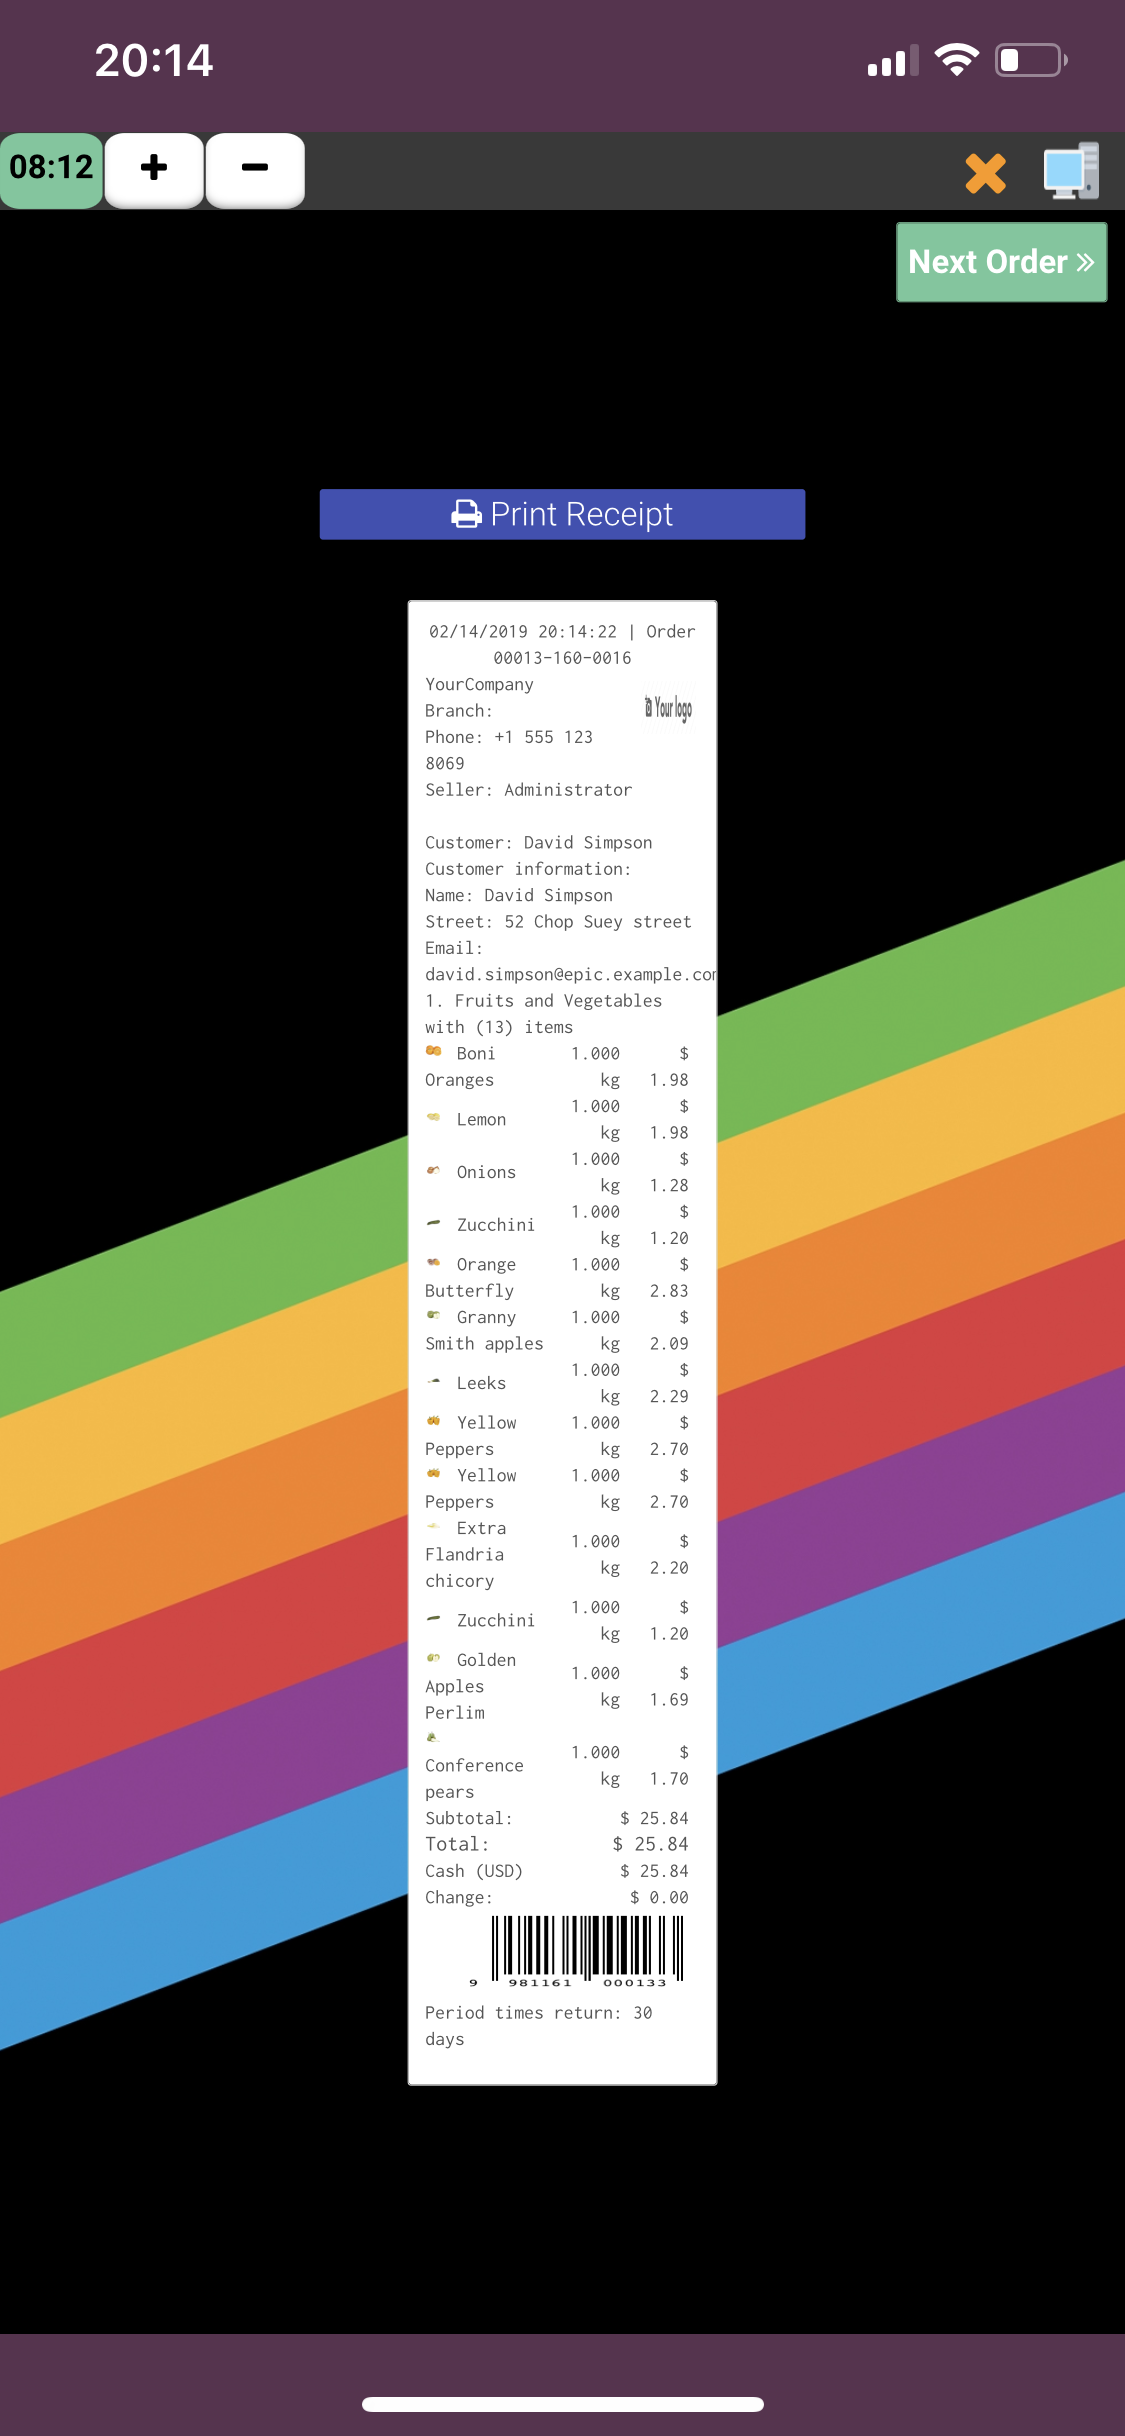 20:14
08:12
Next Order
Print Receipt
02/14/2019 20:14:22 | Order
00013-160-0016
YourCompany
Your logo
Branch:
Phone: +1 555 123
8069
Seller: Administrator
Customer: David Simpson
Customer information:
Name: David Simpson
Street: 52 Chop Suey street
Email:
david.simpson@epic.example.com
1. Fruits and Vegetables
with (13) items
Boni 1.000 $
Oranges kg 1.98
1.000 $
Lemon
kg 1.98
1.000 $
Onions
kg 1.28
1.000 $
Zucchini
kg 1.20
Orange 1.000 $
Butterfly kg 2.83
Granny 1.000 $
Smith apples kg 2.09
1.000 $
Leeks
kg 2.29
Yellow 1.000 $
Peppers kg 2.70
Yellow 1.000 $
Peppers kg 2.70
Extra
1.000 $
Flandria
kg 2.20
chicory
1.000 $
Zucchini
kg 1.20
Golden
1.000 $
Apples
kg 1.69
Perlim
1.000 $
Conference
kg 1.70
pears
Subtotal: $ 25.84
Total: $ 25.84
Cash (USD) $ 25.84
Change: $ 0.00
9 981161 000133
Period times return: 30
days